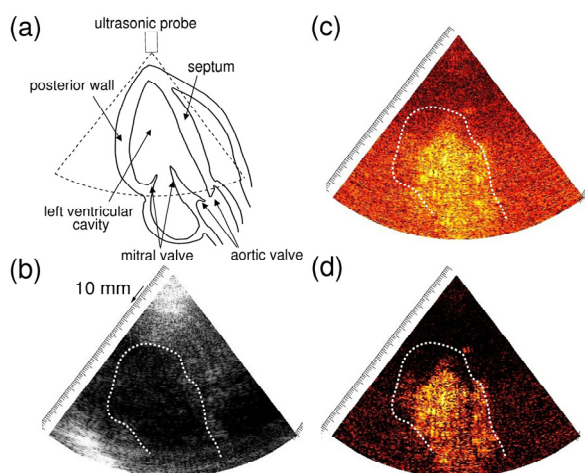 (a)
ultrasonic probe
septum
posterior wall
left ventricular
cavity
mitral valve
aortic valve
(b)
10 mm
(c)
(d)